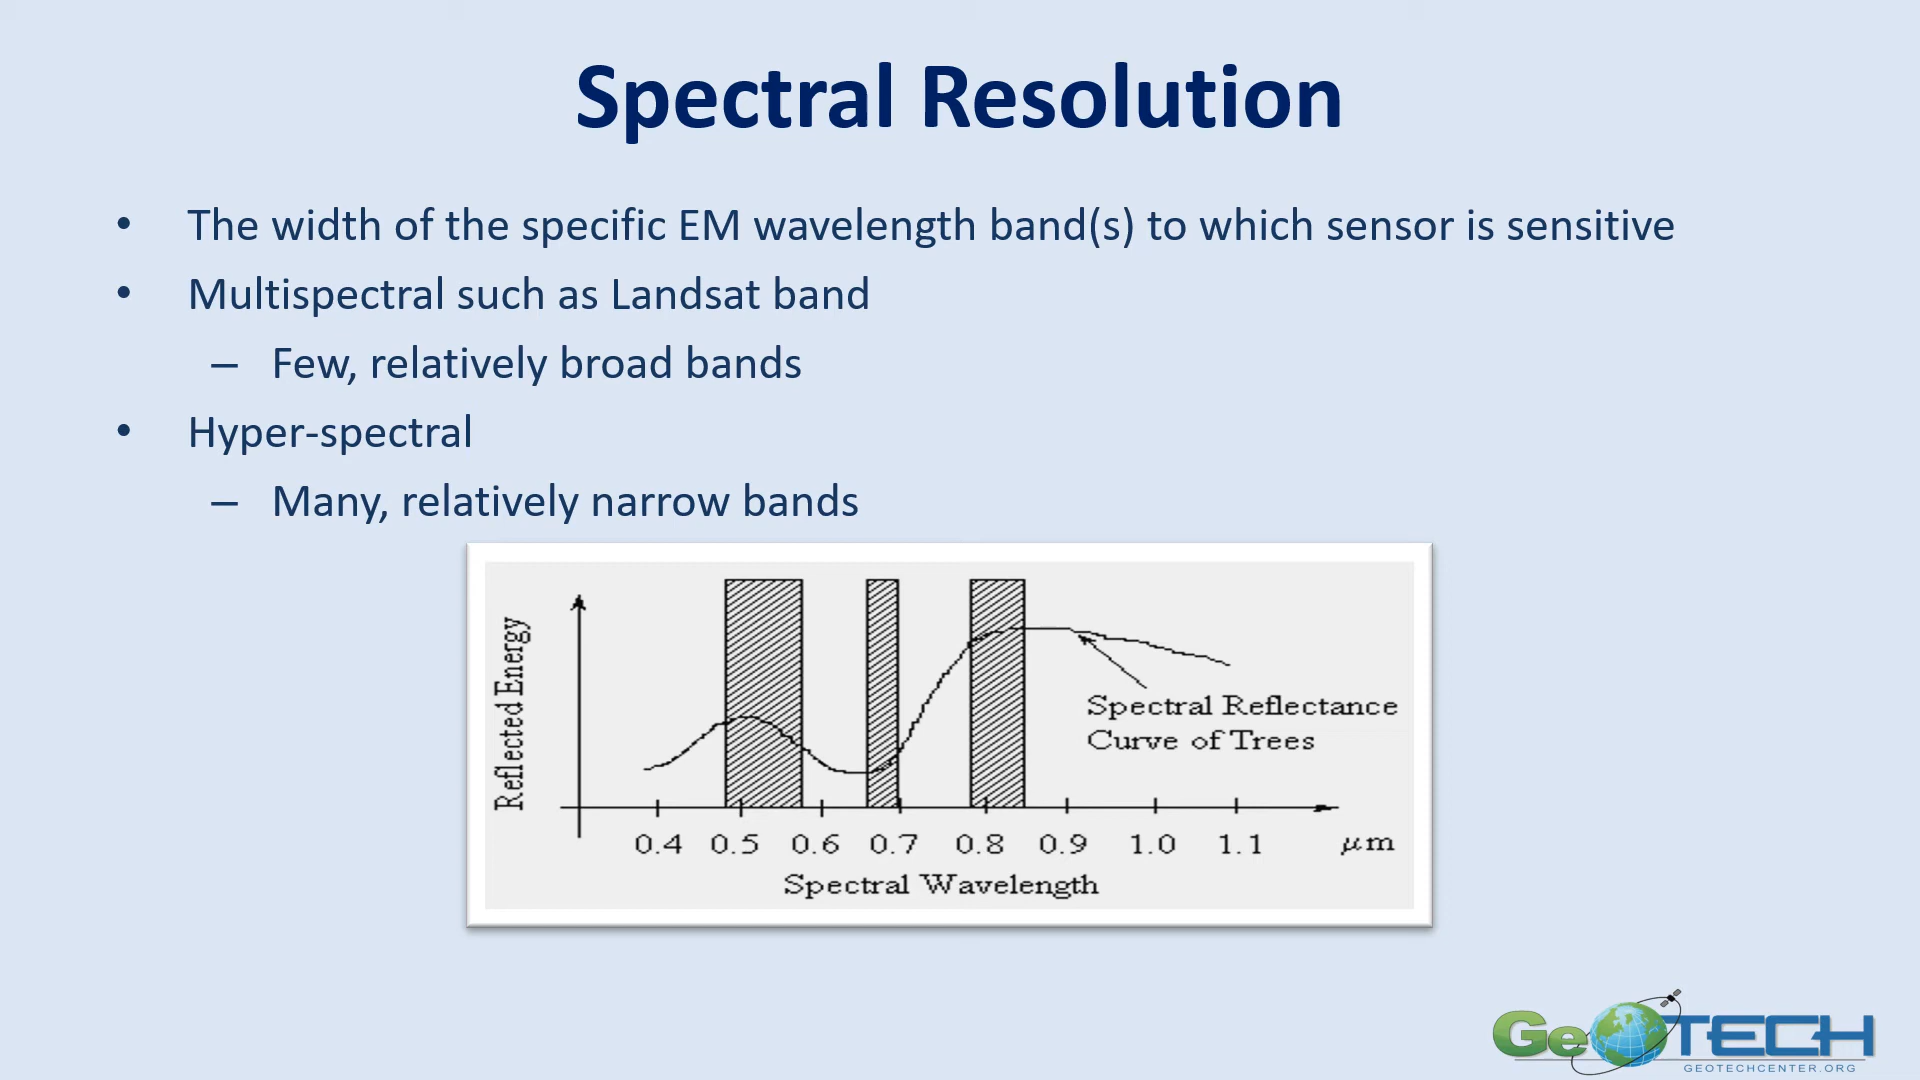 Spectral Resolution
• The width of the specific EM wavelength band(s) to which sensor is sensitive
• Multispectral such as Landsat band
– Few, relatively broad bands
• Hyper-spectral
– Many, relatively narrow bands
Reflected Energy
Spectral Reflectance
Curve of Trees
0.4 0.5 0.6 0.7 0.8 0.9 1.0 1.1 μm
Spectral Wavelength
GeoTECH
GEOTECHCENTER.ORG